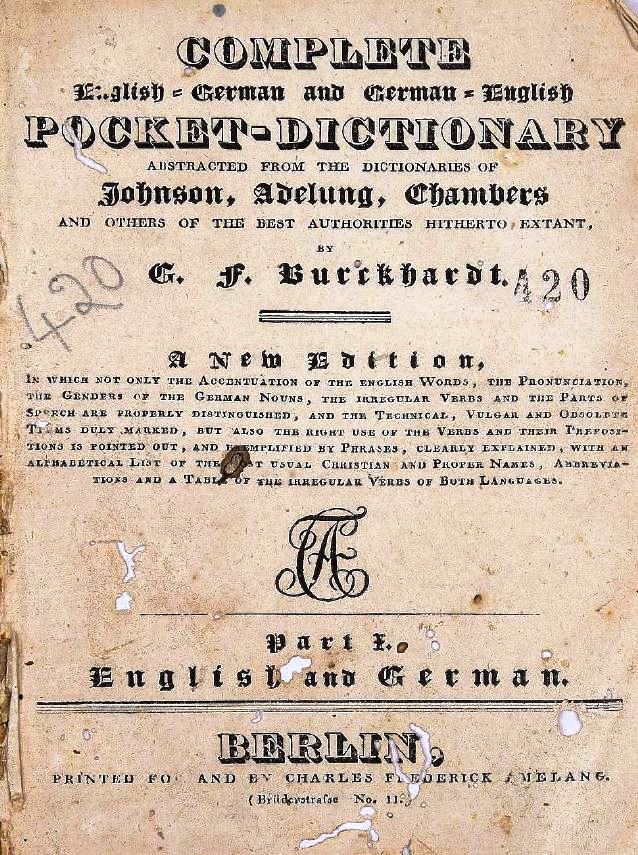 COMPLETE
English = German and German = English
POCKET-DICTIONARY
ABSTRACTED FROM THE DICTIONARIES OF
Johnson, Adelung, Chambers
AND OTHERS OF THE BEST AUTHORITIES HITHERTO EXTANT,
BY
G. F. Burckhardt.
420
420
A New Edition,
IN WHICH NOT ONLY THE ACCENTUATION OF THE ENGLISH WORDS, THE PRONUNCIATION,
THE GENDERS OF THE GERMAN NOUNS, THE IRREGULAR VERBS AND THE PARTS OF
SPEECH ARE PROPERLY DISTINGUISHED, AND THE TECHNICAL, VULGAR AND OBSOLETE
TERMS DULY MARKED, BUT ALSO THE RIGHT USE OF THE VERBS AND THEIR PREPOSI-
TIONS IS POINTED OUT, AND EXEMPLIFIED BY PHRASES, CLEARLY EXPLAINED, WITH AN
ALPHABETICAL LIST OF THE USUAL CHRISTIAN AND PROPER NAMES, ABBREVIA-
TIONS AND A TABLE OF THE IRREGULAR VERBS OF BOTH LANGUAGES.
Part I.
English and German.
BERLIN,
PRINTED FOR AND BY CHARLES FREDERICK AMELANG.
(Brüderstraſse No. 11.)